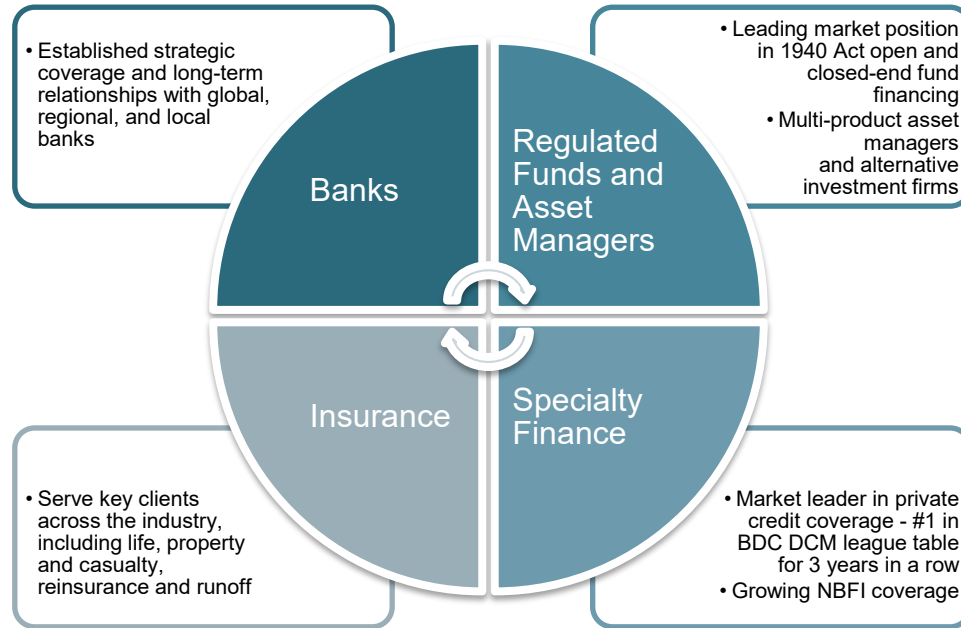 • Established strategic
coverage and long-term
relationships with global,
regional, and local
banks
Banks
• Leading market position
in 1940 Act open and
closed-end fund
financing
• Multi-product asset
managers
and alternative
investment firms
Regulated
Funds and
Asset
Managers
Insurance
• Serve key clients
across the industry,
including life, property
and casualty,
reinsurance and runoff
Specialty
Finance
• Market leader in private
credit coverage - #1 in
BDC DCM league table
for 3 years in a row
• Growing NBFI coverage